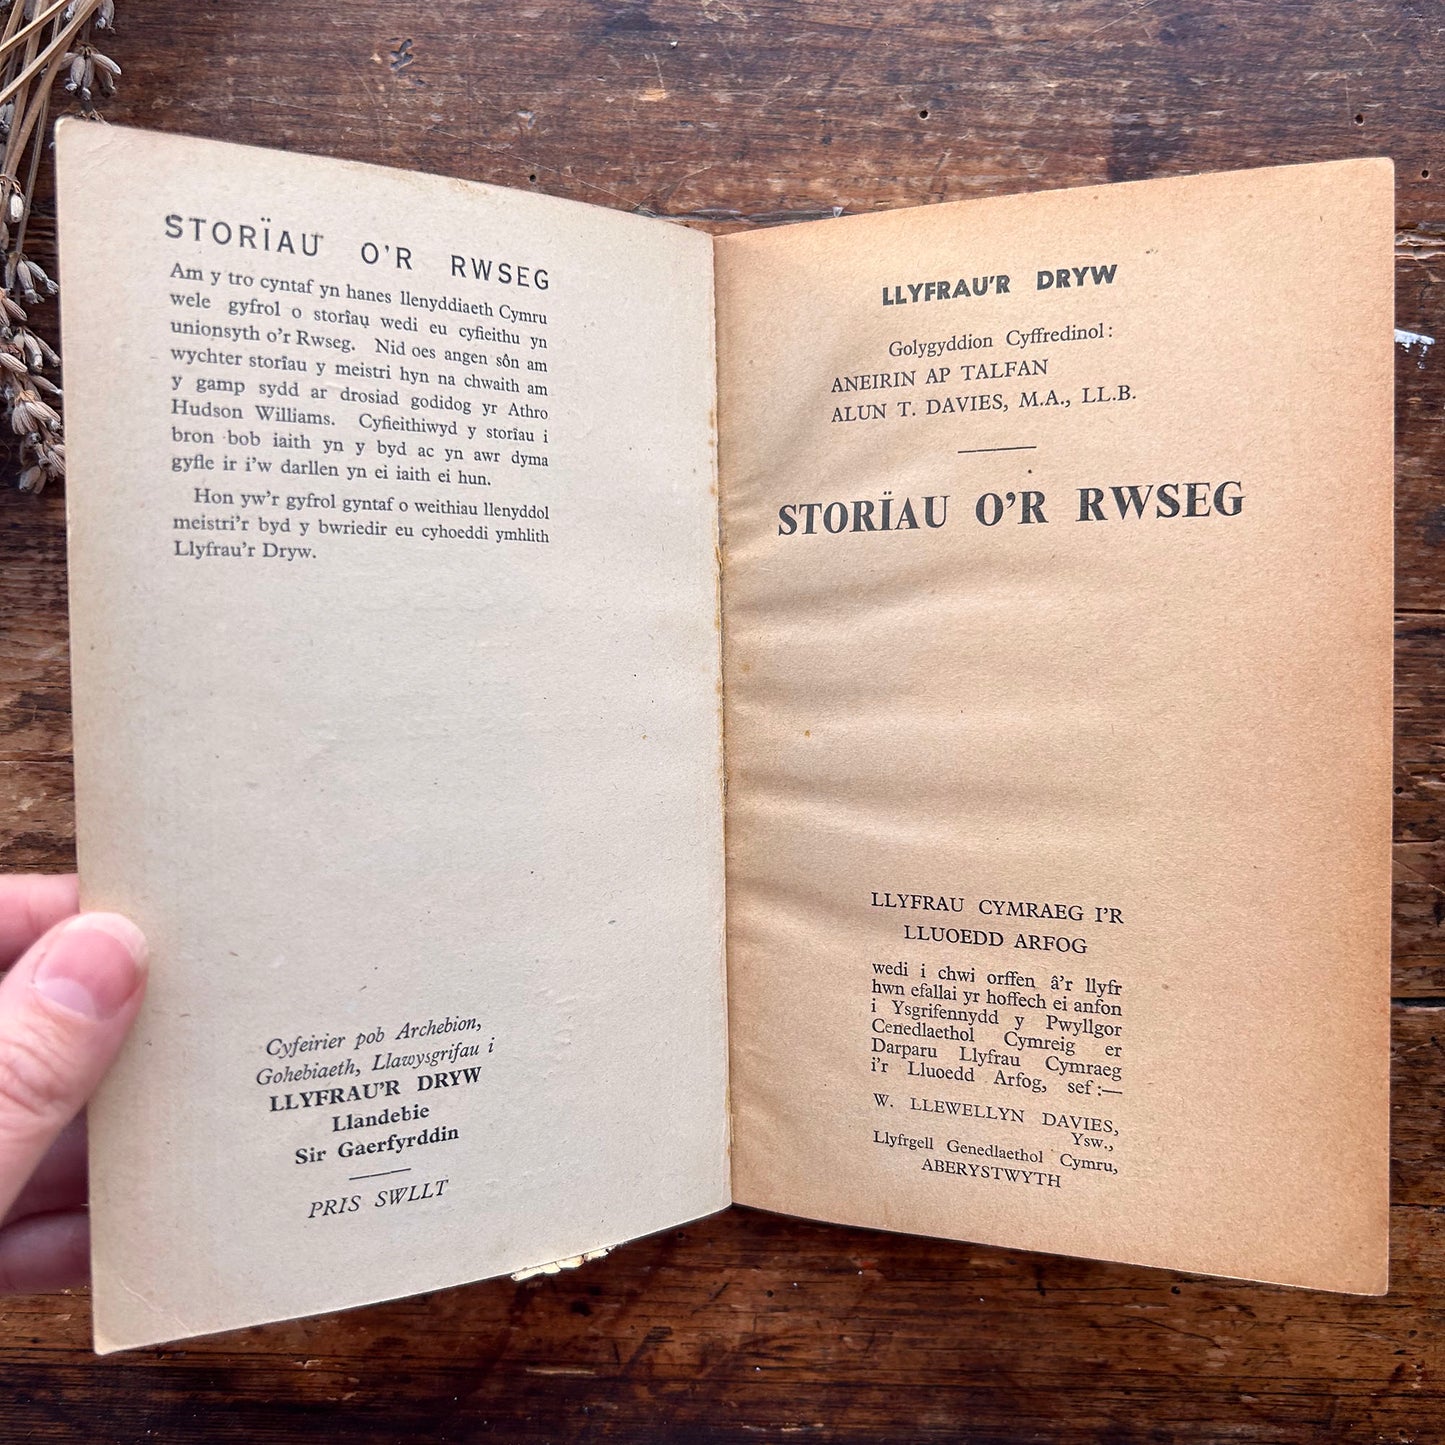 STORÏAU O'R RWSEG
Am y tro cyntaf yn hanes llenyddiaeth Cymru
wele gyfrol o storïau wedi eu cyfieithu yn
unionsyth o'r Rwseg. Nid oes angen sôn am
wychter storïau y meistri hyn na chwaith am
y gamp sydd ar drosiad godidog yr Athro
Hudson Williams. Cyfieithiwyd y storïau i
bron bob iaith yn y byd ac yn awr dyma
gyfle ir i'w darllen yn ei iaith ei hun.
Hon yw'r gyfrol gyntaf o weithiau llenyddol
meistri'r byd y bwriedir eu cyhoeddi ymhlith
Llyfrau'r Dryw.
Cyfeirier pob Archebion,
Gohebiaeth, Llawysgrifau i
LLYFRAU'R DRYW
Llandebie
Sir Gaerfyrddin
PRIS SWLLT
LLYFRAU'R DRYW
Golygyddion Cyffredinol:
ANEIRIN AP TALFAN
ALUN T. DAVIES, M.A., LL.B.
STORÏAU O'R RWSEG
LLYFRAU CYMRAEG I'R
LLUOEDD ARFOG
wedi i chwi orffen â'r llyfr
hwn efallai yr hoffech ei anfon
i Ysgrifennydd y Pwyllgor
Cenedlaethol Cymreig er
Darparu Llyfrau Cymraeg
i'r Lluoedd Arfog, sef:—
W. LLEWELLYN DAVIES,
Ysw.,
Llyfrgell Genedlaethol Cymru,
ABERYSTWYTH